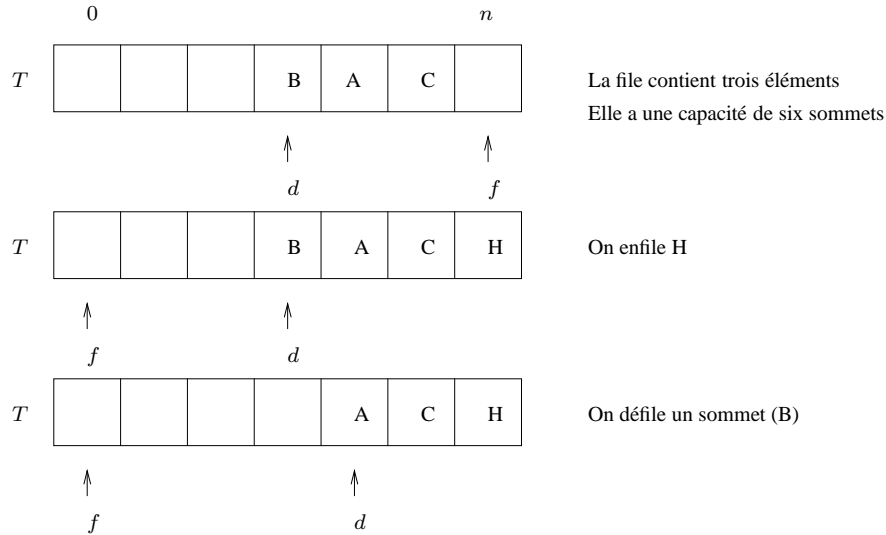 0 n
T B A C La file contient trois éléments
Elle a une capacité de six sommets
d f
T B A C H On enfile H
f d
T A C H On défile un sommet (B)
f d